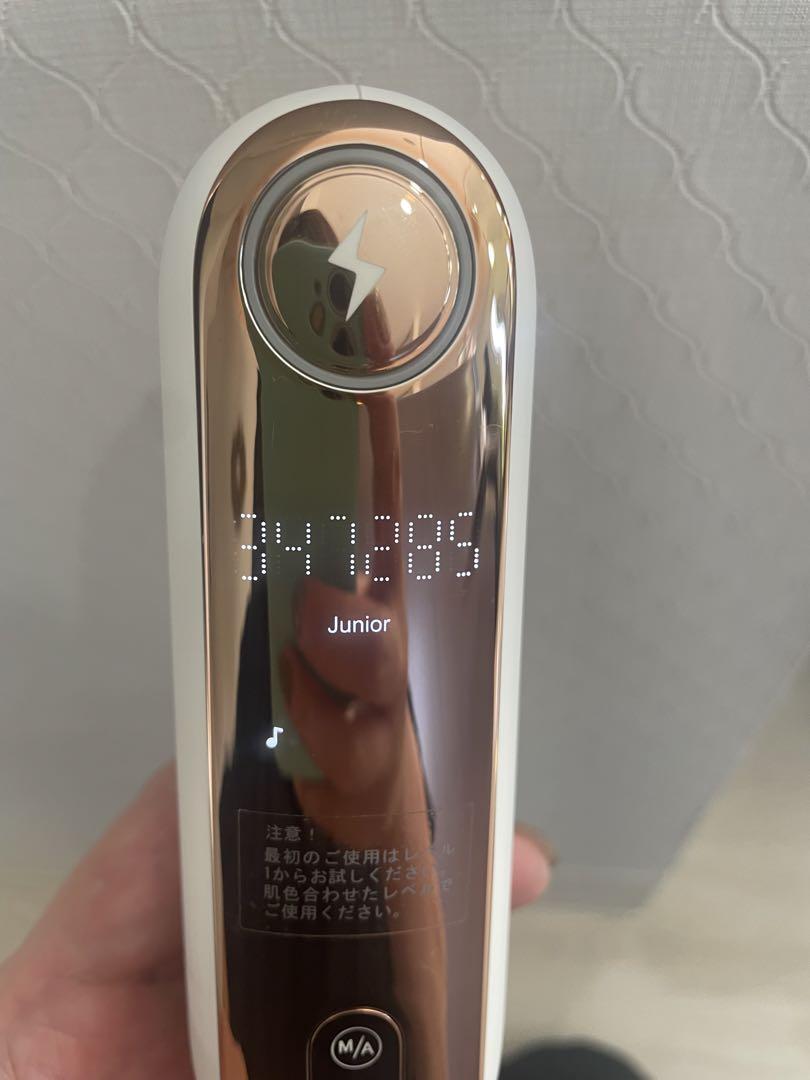 347285
Junior
注意！
最初のご使用はレベル
1からお試しください。
肌色合わせたレベルで
ご使用ください。
M/A